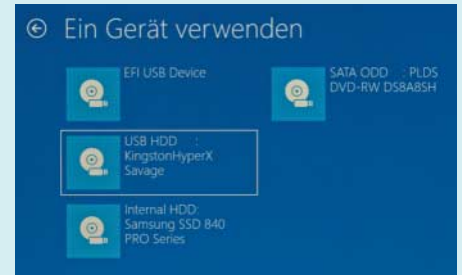 Ein Gerät verwenden
EFI USB Device
SATA ODD : PLDS
DVD-RW DS8A8SH
USB HDD :
KingstonHyperX
Savage
Internal HDD:
Samsung SSD 840
PRO Series